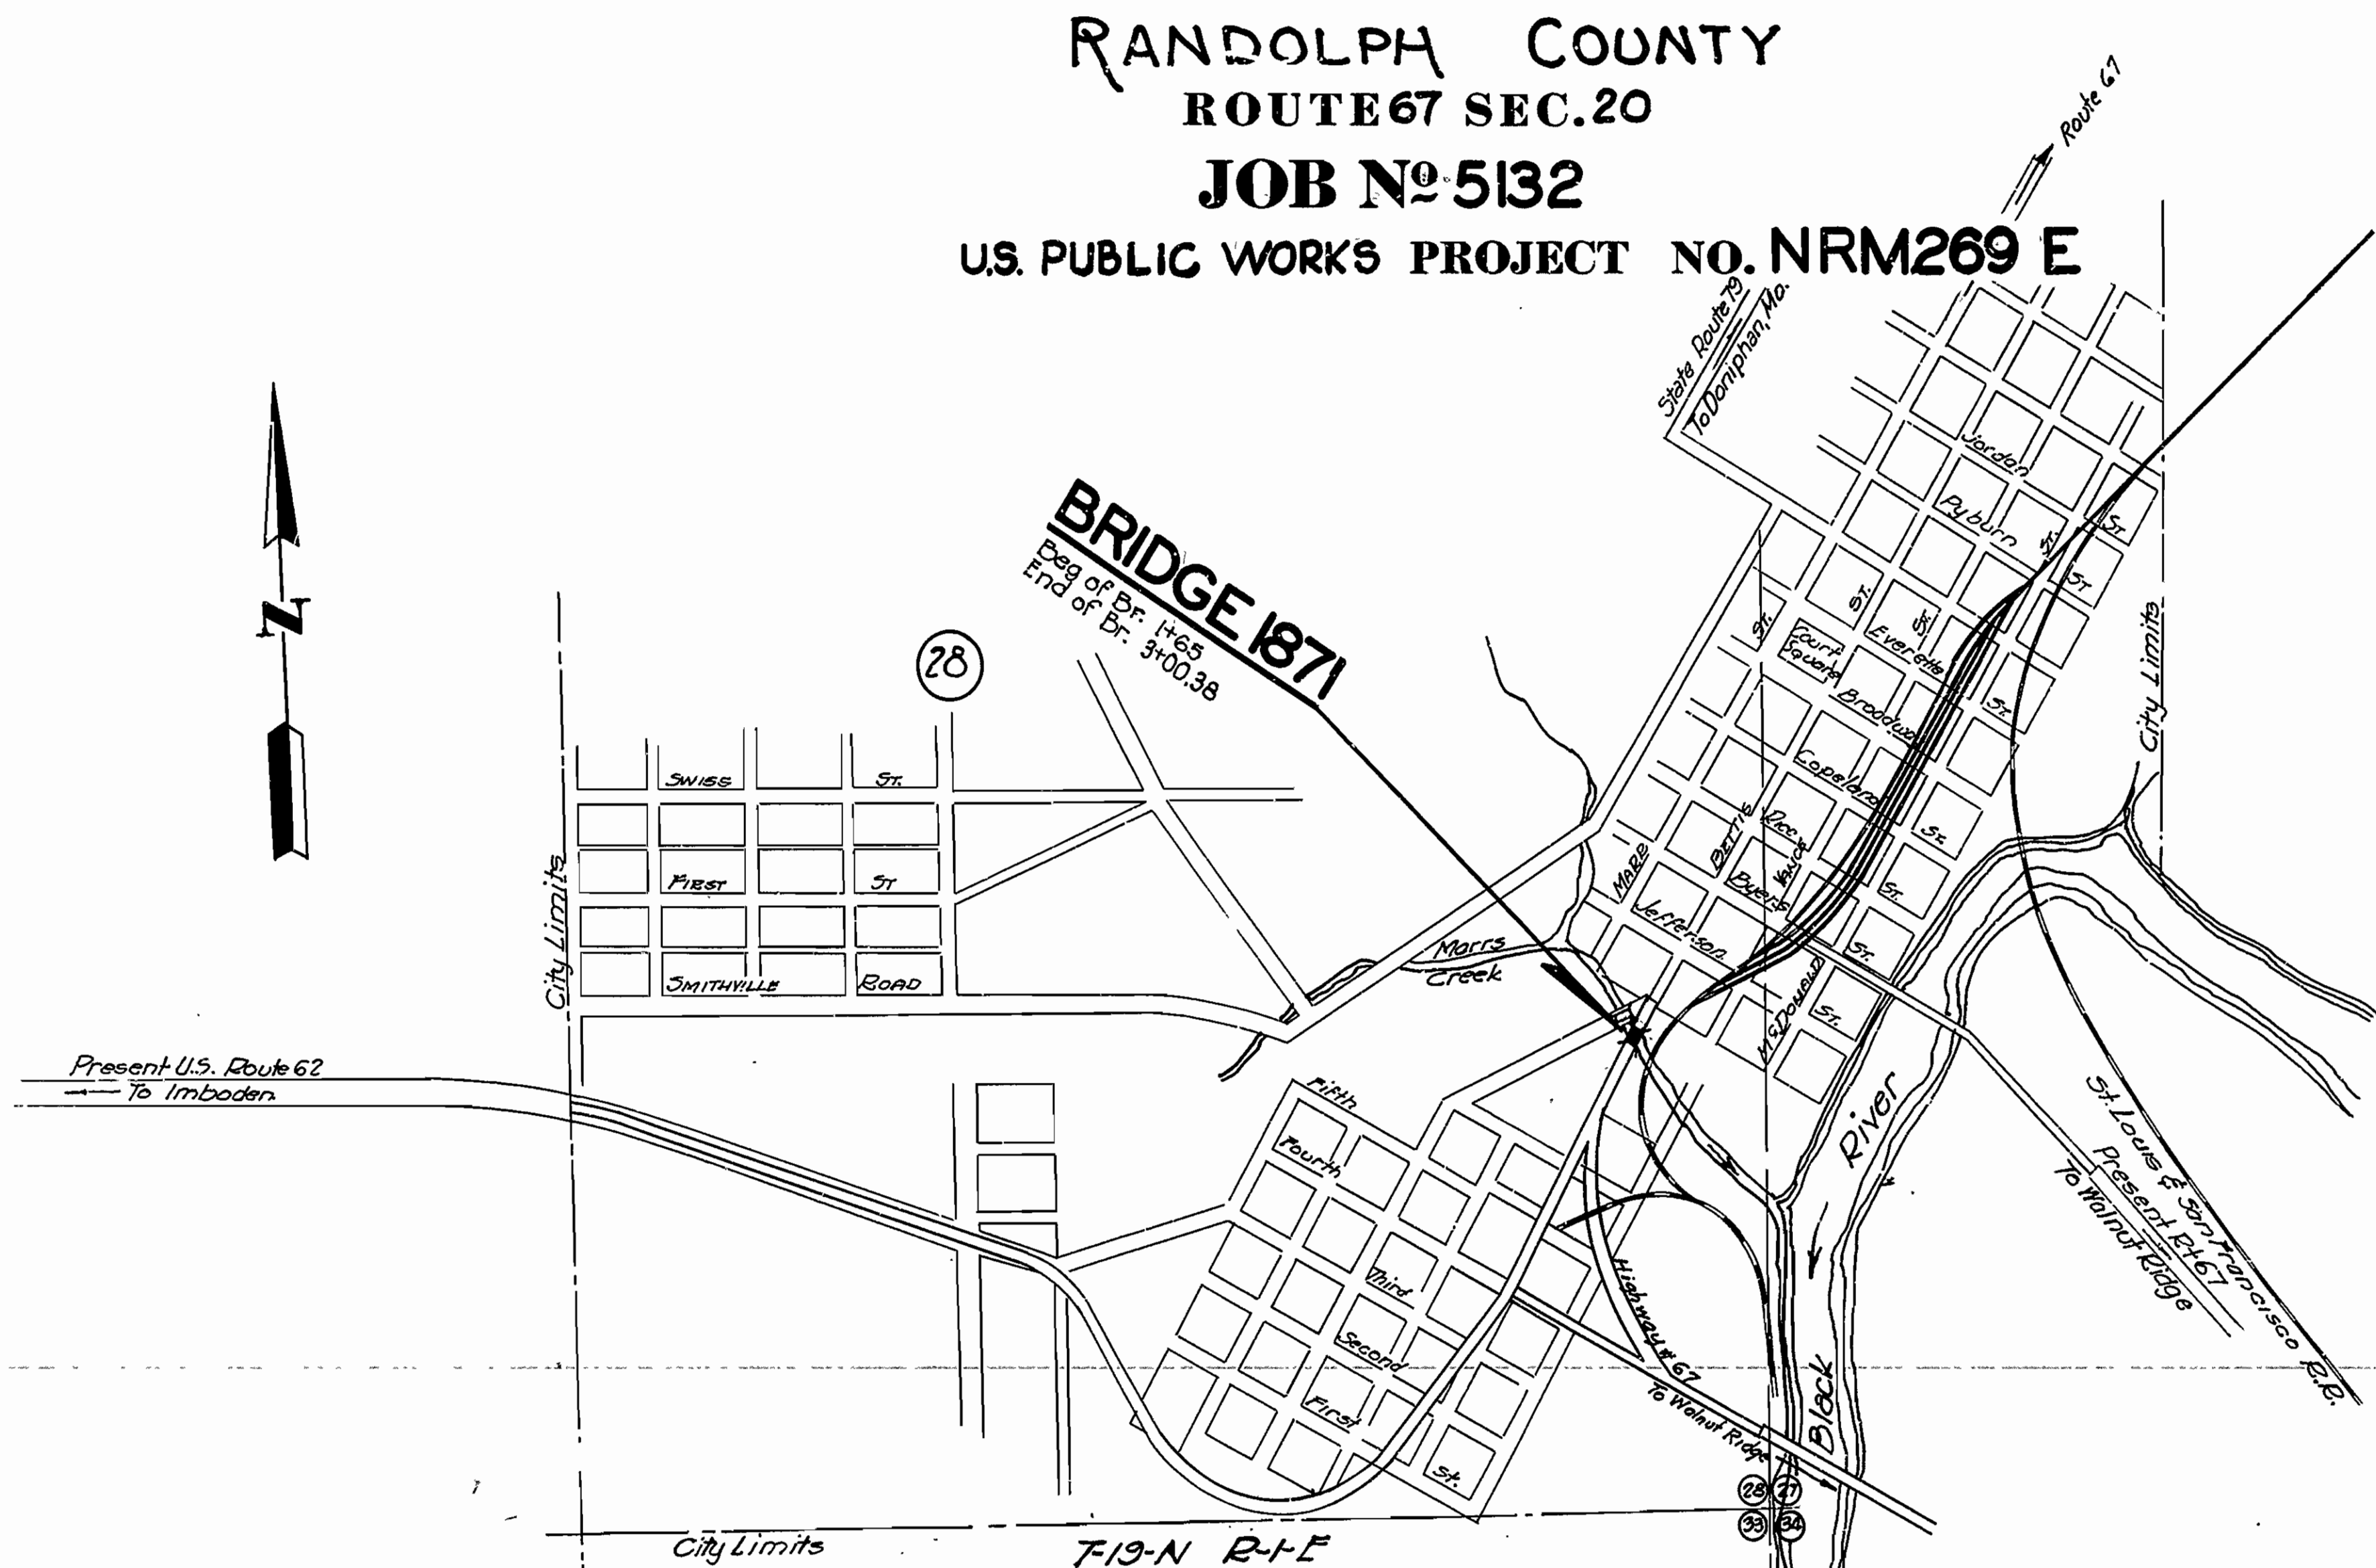 RANDOLPH COUNTY
ROUTE 67 SEC. 20
JOB Nº 5132
U.S. PUBLIC WORKS PROJECT NO. NRM269 E
Route 67
State Route 79
To Doniphan, Mo.
N
BRIDGE 1871
Beg of Br. 1+65
End of Br. 3+00.38
28
Jordan ST
Pyburn ST. ST
Everette ST.
ST.
ST.
ST.
Court
Square
Broadway
Copeland ST.
Rice ST.
Byers ST.
Jefferson ST.
MARR
BETTIS
VANCE
McDONALD
City Limits
SWISS ST.
FIRST ST
SMITHVILLE ROAD
City Limits
Marrs
Creek
Present U.S. Route 62
To Imboden
Fifth
Fourth
Third
Second
First
St.
Highway # 67
To Walnut Ridge
River
Black
St. Louis & San Francisco R.R.
Present Rt 67
To Walnut Ridge
28 27
33 34
City Limits
T-19-N R-1-E